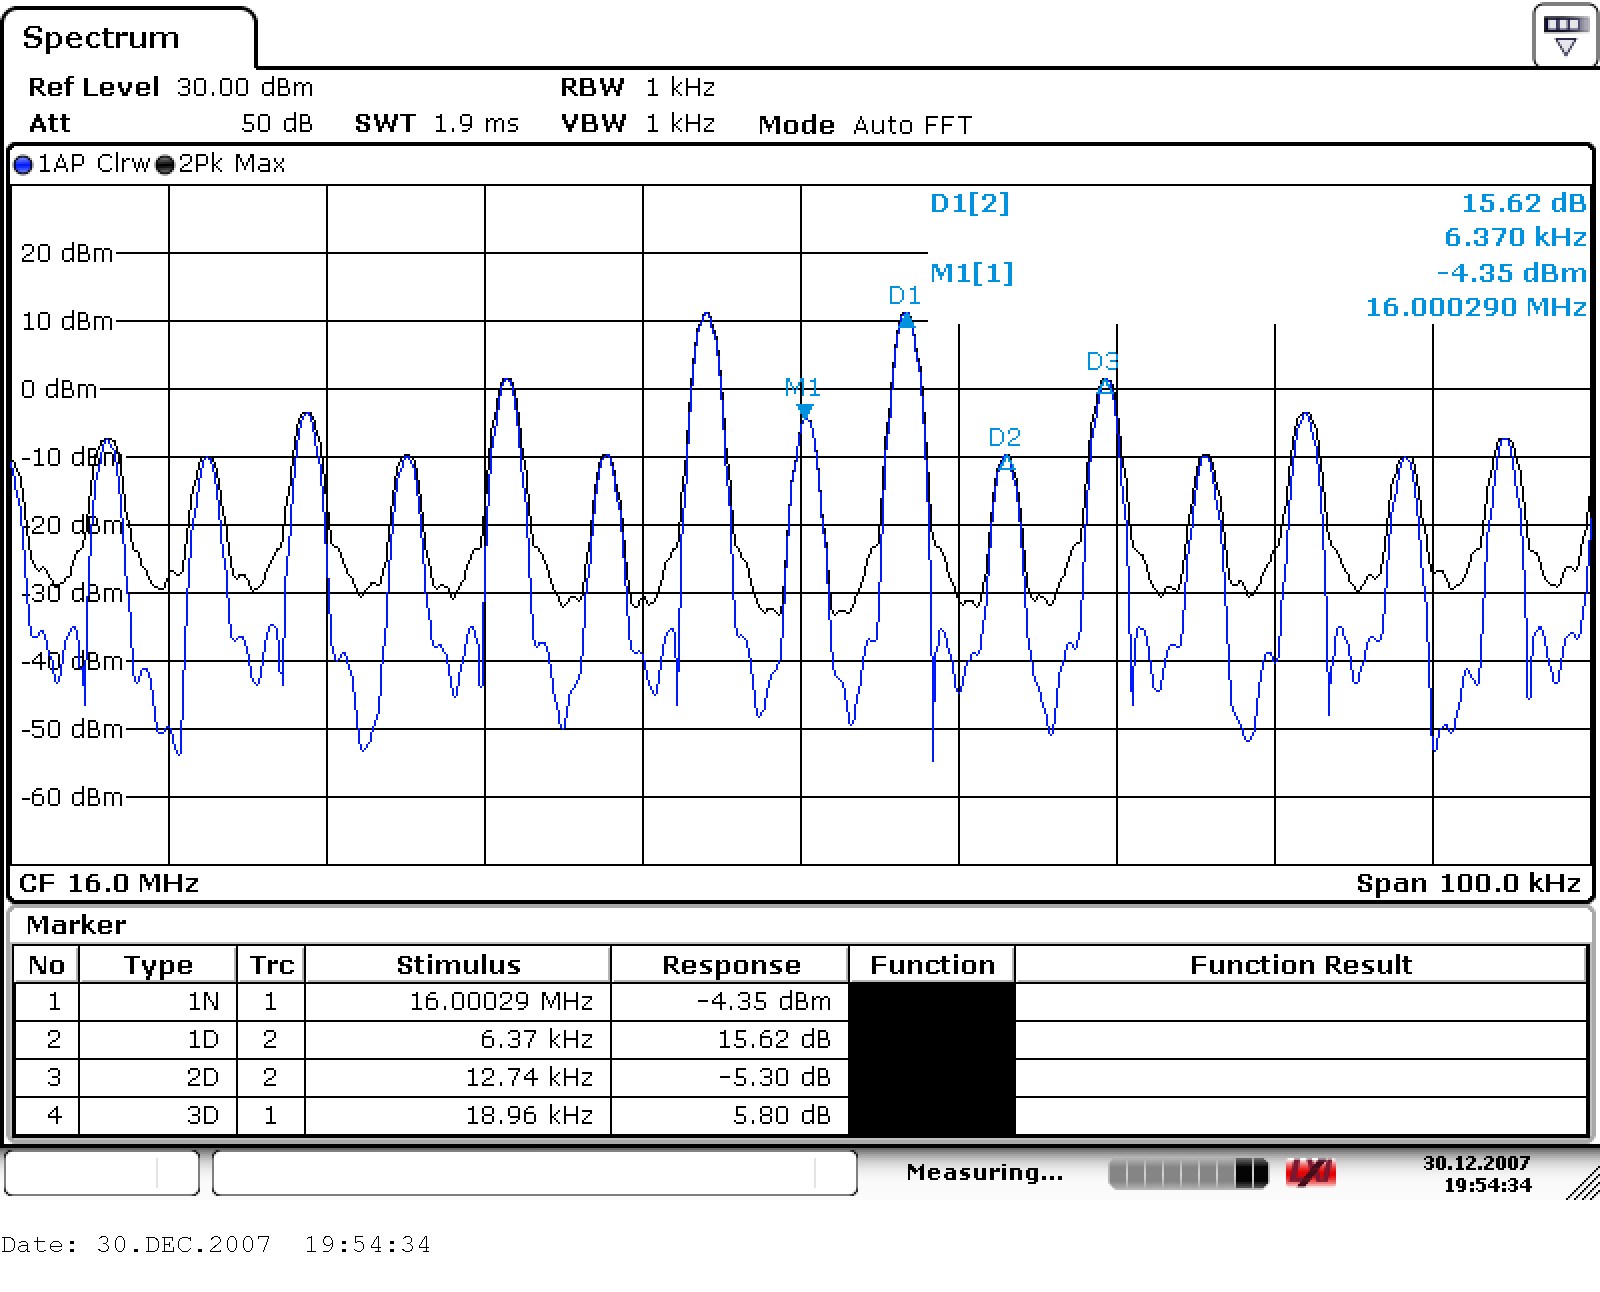 Spectrum
Ref Level 30.00 dBm RBW 1 kHz
Att 50 dB SWT 1.9 ms VBW 1 kHz Mode Auto FFT
1AP Clrw 2Pk Max
D1[2] 15.62 dB
6.370 kHz
M1[1] -4.35 dBm
16.000290 MHz
20 dBm
D1
10 dBm
D3
0 dBm
M1
D2
-10 dBm
-20 dBm
-30 dBm
-40 dBm
-50 dBm
-60 dBm
CF 16.0 MHz Span 100.0 kHz
Marker
No Type Trc Stimulus Response Function Function Result
1 1N 1 16.00029 MHz -4.35 dBm
2 1D 2 6.37 kHz 15.62 dB
3 2D 2 12.74 kHz -5.30 dB
4 3D 1 18.96 kHz 5.80 dB
Measuring... LXI 30.12.2007
19:54:34
Date: 30.DEC.2007 19:54:34